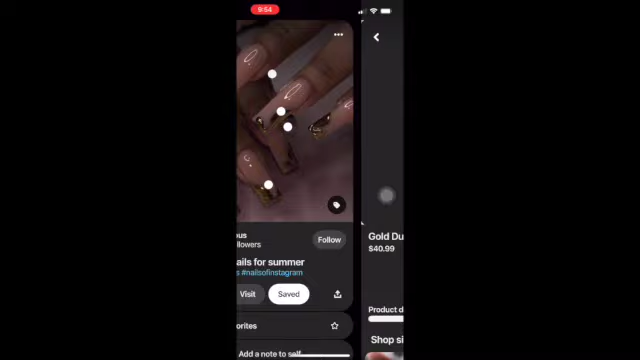 9:54
ous
llowers
Follow
ails for summer
s #nailsofinstagram
Visit
Saved
orites
Add a note to self
Gold Du
$40.99
Product d
Shop si